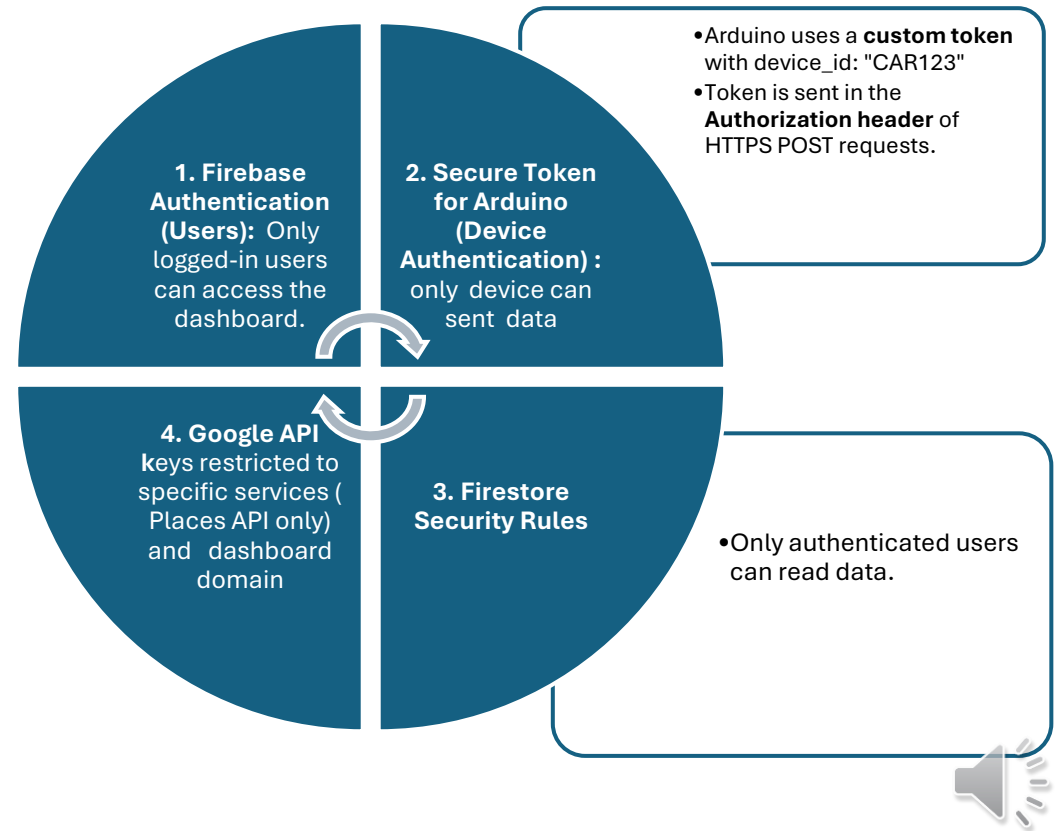 1. Firebase
Authentication
(Users): Only
logged-in users
can access the
dashboard.
2. Secure Token
for Arduino
(Device
Authentication) :
only device can
sent data
•Arduino uses a custom token
with device_id: "CAR123"
•Token is sent in the
Authorization header of
HTTPS POST requests.
3. Firestore
Security Rules
•Only authenticated users
can read data.
4. Google API
keys restricted to
specific services (
Places API only)
and dashboard
domain